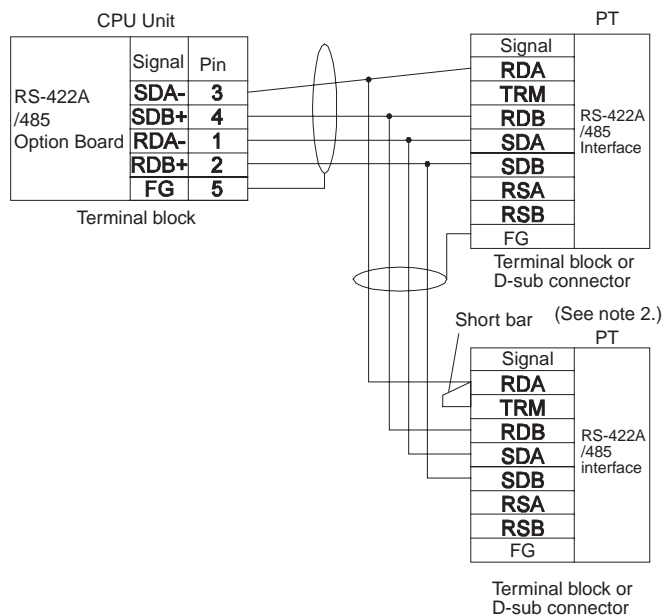 CPU Unit
RS-422A
/485
Option Board
Signal Pin
SDA- 3
SDB+ 4
RDA- 1
RDB+ 2
FG 5
Terminal block
PT
Signal
RDA
TRM
RDB
SDA
SDB
RSA
RSB
FG
RS-422A
/485
Interface
Terminal block or
D-sub connector
Short bar
(See note 2.)
PT
Signal
RDA
TRM
RDB
SDA
SDB
RSA
RSB
FG
RS-422A
/485
interface
Terminal block or
D-sub connector